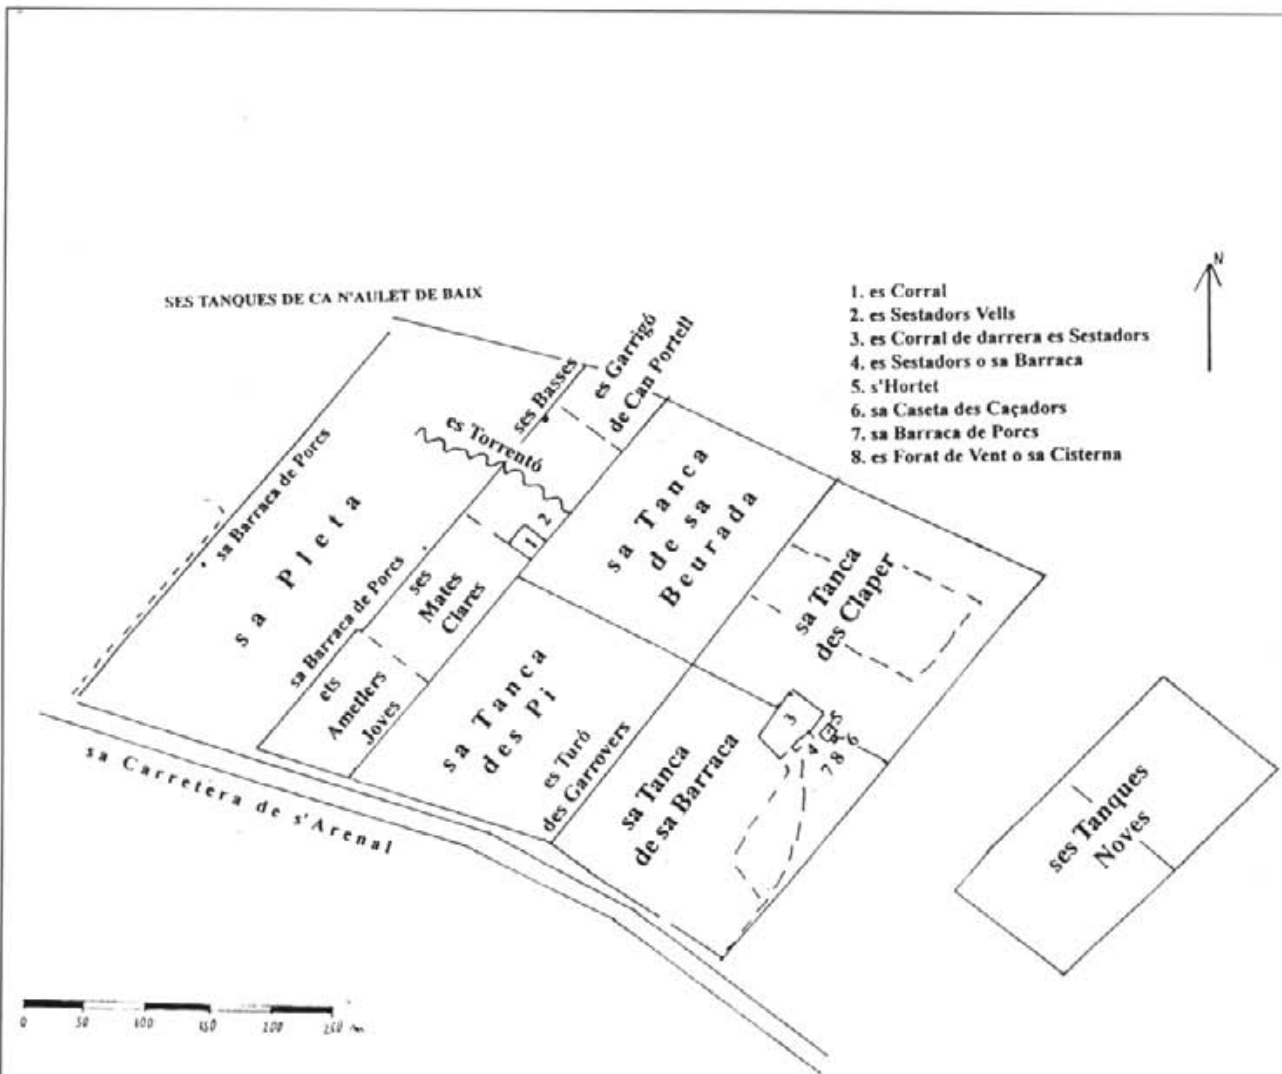 SES TANQUES DE CA N'AULET DE BAIX
1. es Corral
2. es Sestadors Vells
3. es Corral de darrera es Sestadors
4. es Sestadors o sa Barraca
5. s'Hortet
6. sa Caseta des Caçadors
7. sa Barraca de Porcs
8. es Forat de Vent o sa Cisterna
N
sa Barraca de Porcs
sa Pleta
sa Barraca de Porcs
es Torrentó
ses Basses
es Garrigó
de Can Portell
1
2
ses
Mates
Clares
ets
Ametlers
Joves
sa Tanca
de sa
Beurada
sa Tanca
des Claper
sa Tanca
des Pi
es Turó
des Garrovers
sa Tanca
de sa Barraca
3
4
5
6
7 8
ses Tanques
Noves
sa Carretera de s'Arenal
0 50 100 150 200 250 m.